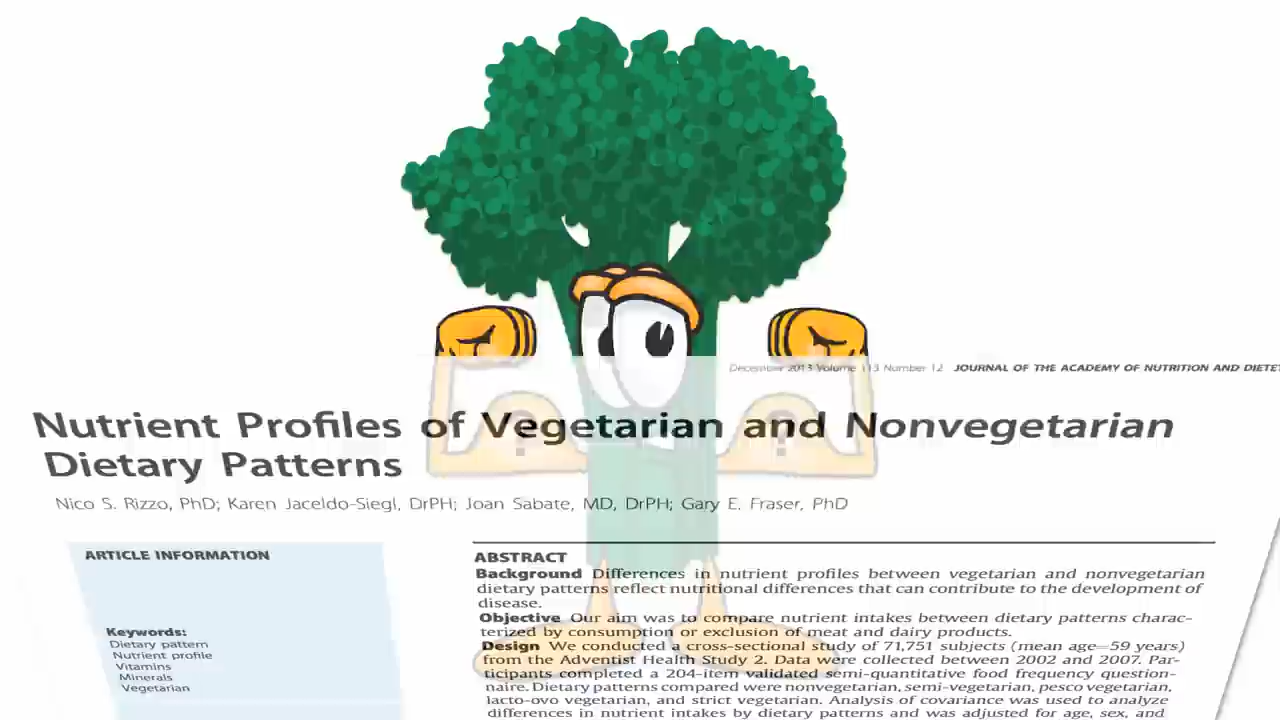 December 2013 Volume 113 Number 12 JOURNAL OF THE ACADEMY OF NUTRITION AND DIETE
Nutrient Profiles of Vegetarian and Nonvegetarian
Dietary Patterns
Nico S. Rizzo, PhD; Karen Jaceldo-Siegl, DrPH; Joan Sabate, MD, DrPH; Gary E. Fraser, PhD
ARTICLE INFORMATION
Keywords:
Dietary pattern
Nutrient profile
Vitamins
Minerals
Vegetarian
ABSTRACT
Background Differences in nutrient profiles between vegetarian and nonvegetarian
dietary patterns reflect nutritional differences that can contribute to the development of
disease.
Objective Our aim was to compare nutrient intakes between dietary patterns charac-
terized by consumption or exclusion of meat and dairy products.
Design We conducted a cross-sectional study of 71,751 subjects (mean age=59 years)
from the Adventist Health Study 2. Data were collected between 2002 and 2007. Par-
ticipants completed a 204-item validated semi-quantitative food frequency question-
naire. Dietary patterns compared were nonvegetarian, semi-vegetarian, pesco vegetarian,
lacto-ovo vegetarian, and strict vegetarian. Analysis of covariance was used to analyze
differences in nutrient intakes by dietary patterns and was adjusted for age, sex, and
? ?